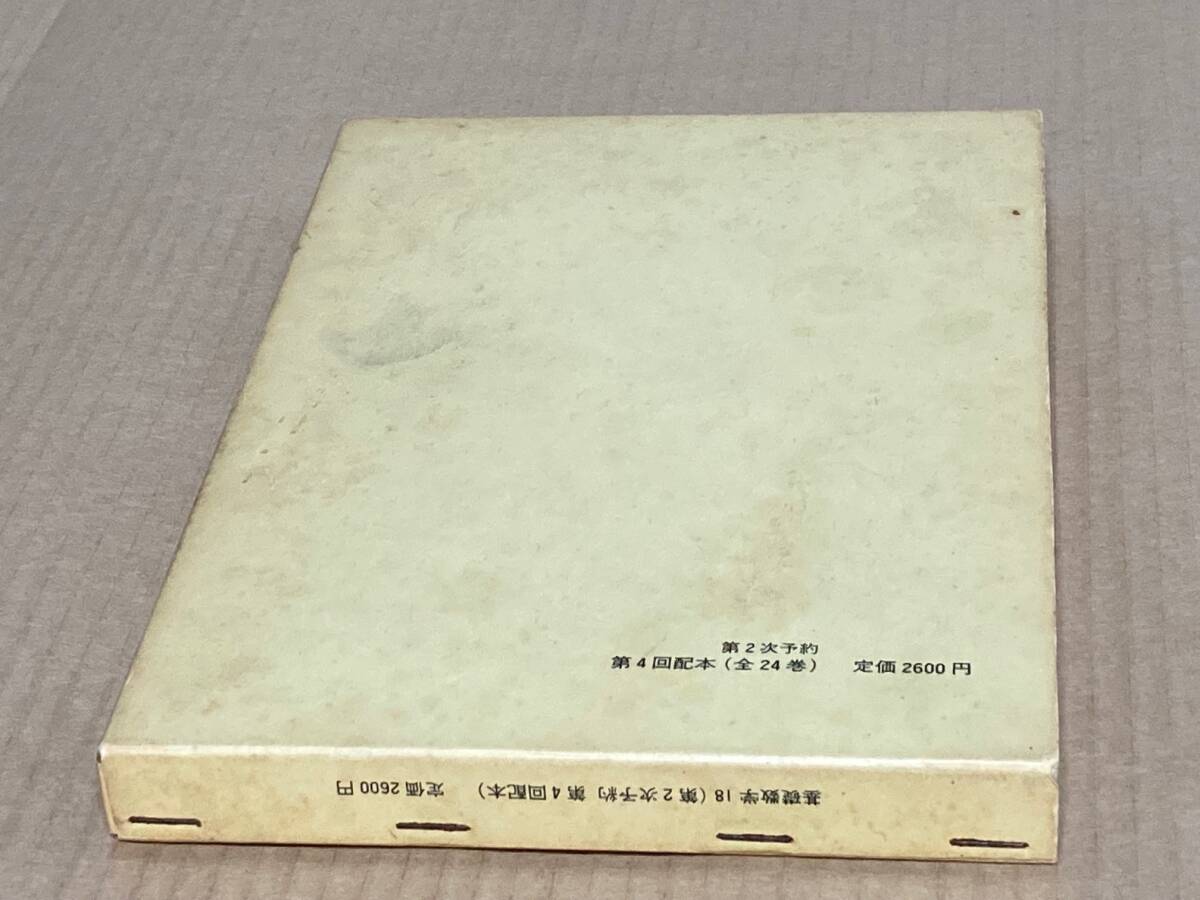 第2次予約
第4回配本（全24巻） 定価2600円
基礎数学18（第2次予約 第4回配本） 定価2600円